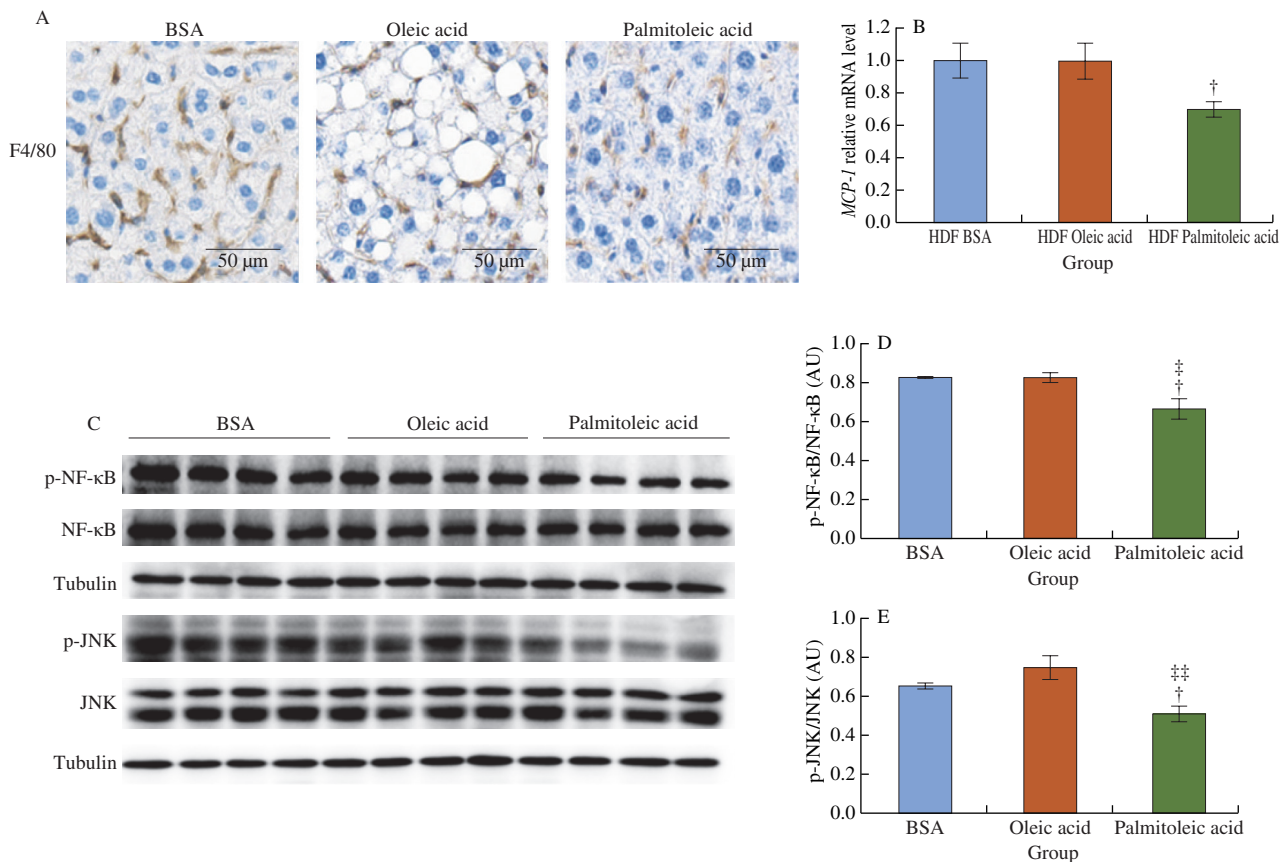 A
BSA
Oleic acid
Palmitoleic acid
F4/80
50 μm
50 μm
50 μm
B
MCP-1 relative mRNA level
1.2
1.0
0.8
0.6
0.4
0.2
0.0
†
HDF BSA
HDF Oleic acid
HDF Palmitoleic acid
Group
C
BSA
Oleic acid
Palmitoleic acid
p-NF-κB
NF-κB
Tubulin
p-JNK
JNK
Tubulin
D
p-NF-κB/NF-κB (AU)
1.0
0.8
0.6
0.4
0.2
0.0
‡
†
BSA
Oleic acid
Palmitoleic acid
Group
E
p-JNK/JNK (AU)
1.0
0.8
0.6
0.4
0.2
0.0
‡‡
†
BSA
Oleic acid
Palmitoleic acid
Group